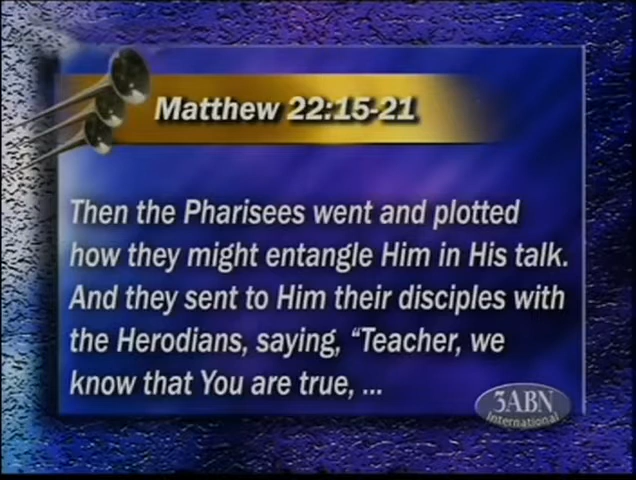 Matthew 22:15-21
Then the Pharisees went and plotted
how they might entangle Him in His talk.
And they sent to Him their disciples with
the Herodians, saying, “Teacher, we
know that You are true, ...
3ABN
International